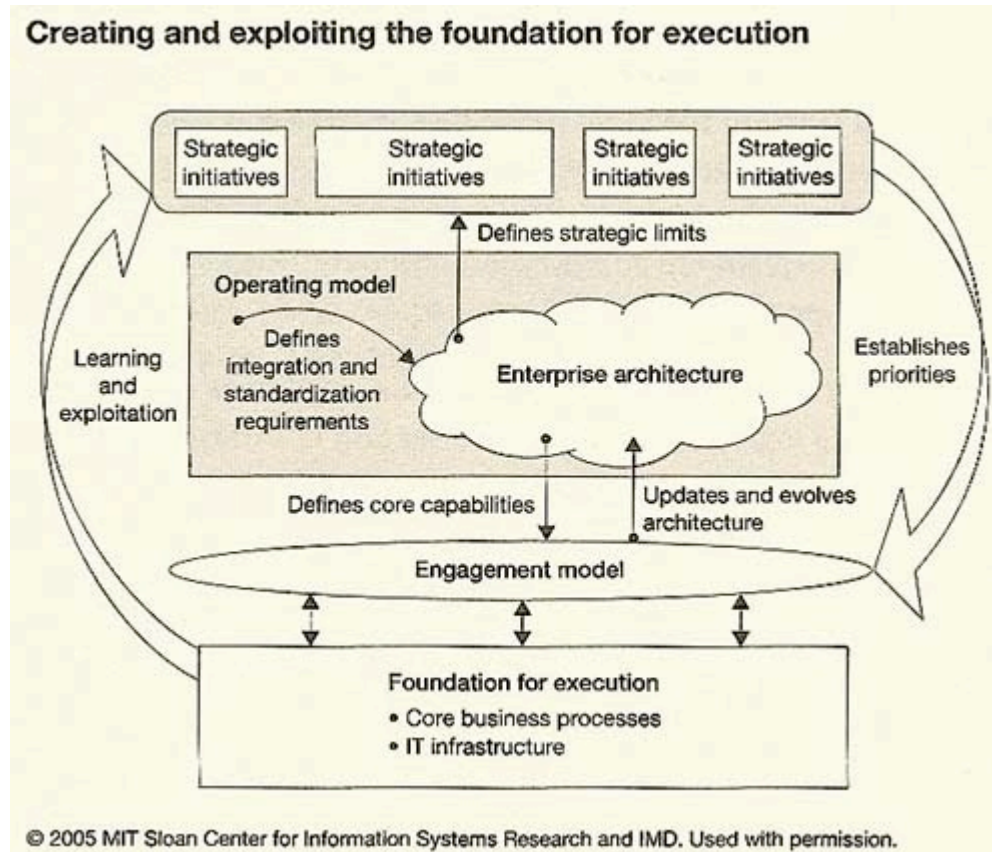 Creating and exploiting the foundation for execution
Strategic
initiatives
Strategic
initiatives
Strategic
initiatives
Strategic
initiatives
Defines strategic limits
Operating model
Defines
integration and
standardization
requirements
Enterprise architecture
Learning
and
exploitation
Establishes
priorities
Defines core capabilities
Updates and evolves
architecture
Engagement model
Foundation for execution
• Core business processes
• IT infrastructure
© 2005 MIT Sloan Center for Information Systems Research and IMD. Used with permission.